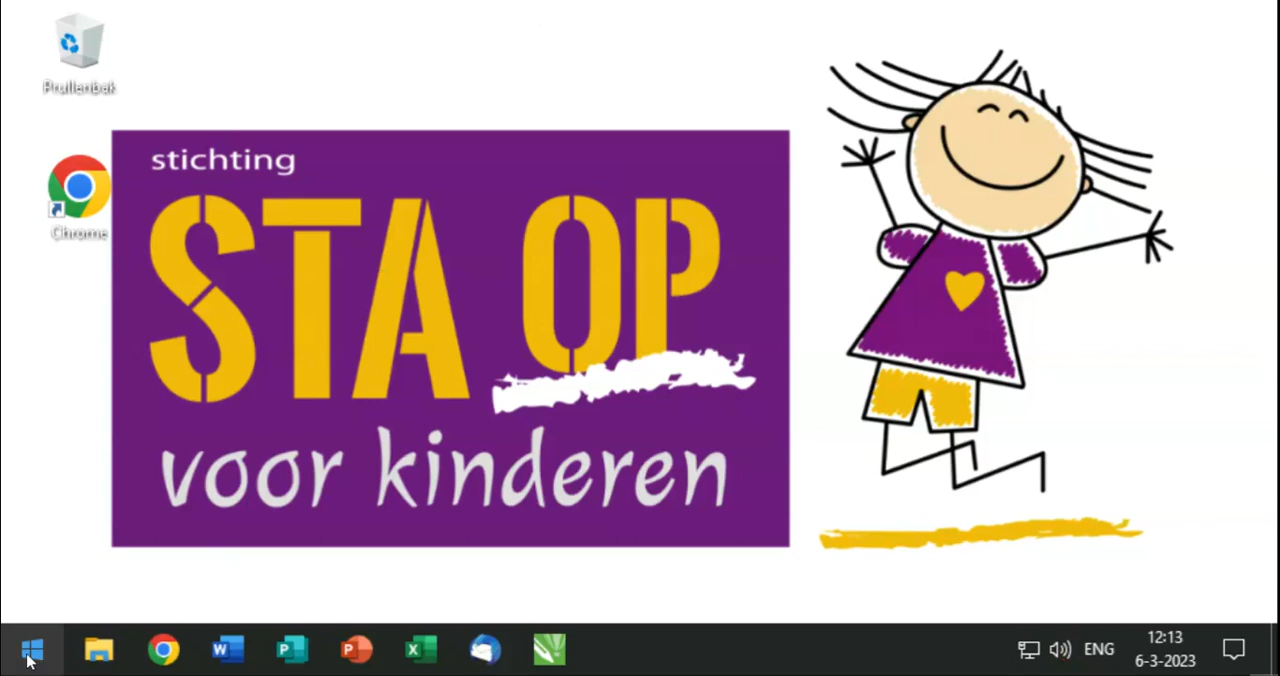 Prullenbak
Chrome
stichting
STA OP
voor kinderen
ENG
12:13
6-3-2023